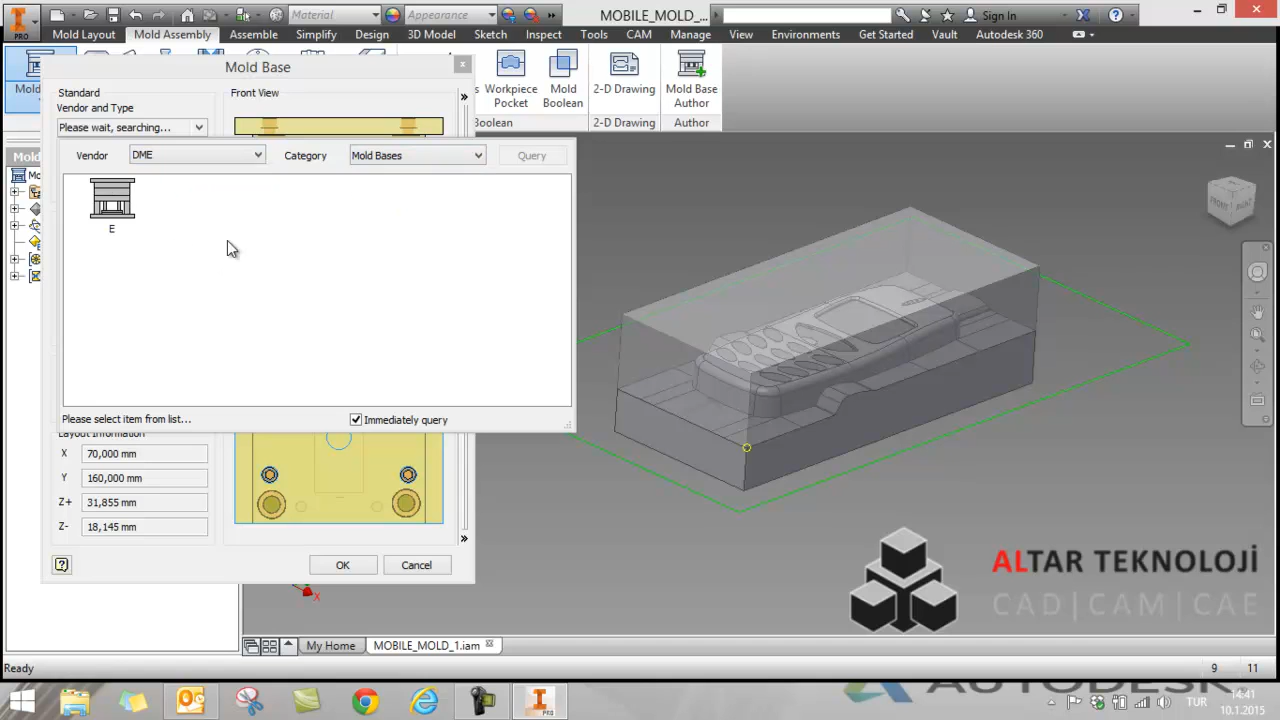 PRO
Material
Appearance
MOBILE_MOLD_...
Sign In
Mold Layout
Mold Assembly
Assemble
Simplify
Design
3D Model
Sketch
Inspect
Tools
CAM
Manage
View
Environments
Get Started
Vault
Autodesk 360
Mold Base
Standard
Vendor and Type
Please wait, searching...
Front View
Workpiece
Pocket
Mold
Boolean
2-D Drawing
Mold Base
Author
Boolean
2-D Drawing
Author
Vendor
DME
Category
Mold Bases
Query
E
Please select item from list...
Immediately query
Layout Information
X
70,000 mm
Y
160,000 mm
Z+
31,855 mm
Z-
18,145 mm
OK
Cancel
X
ALTAR TEKNOLOJİ
CAD|CAM|CAE
My Home
MOBILE_MOLD_1.iam
Ready
9
11
TUR
14:41
10.1.2015